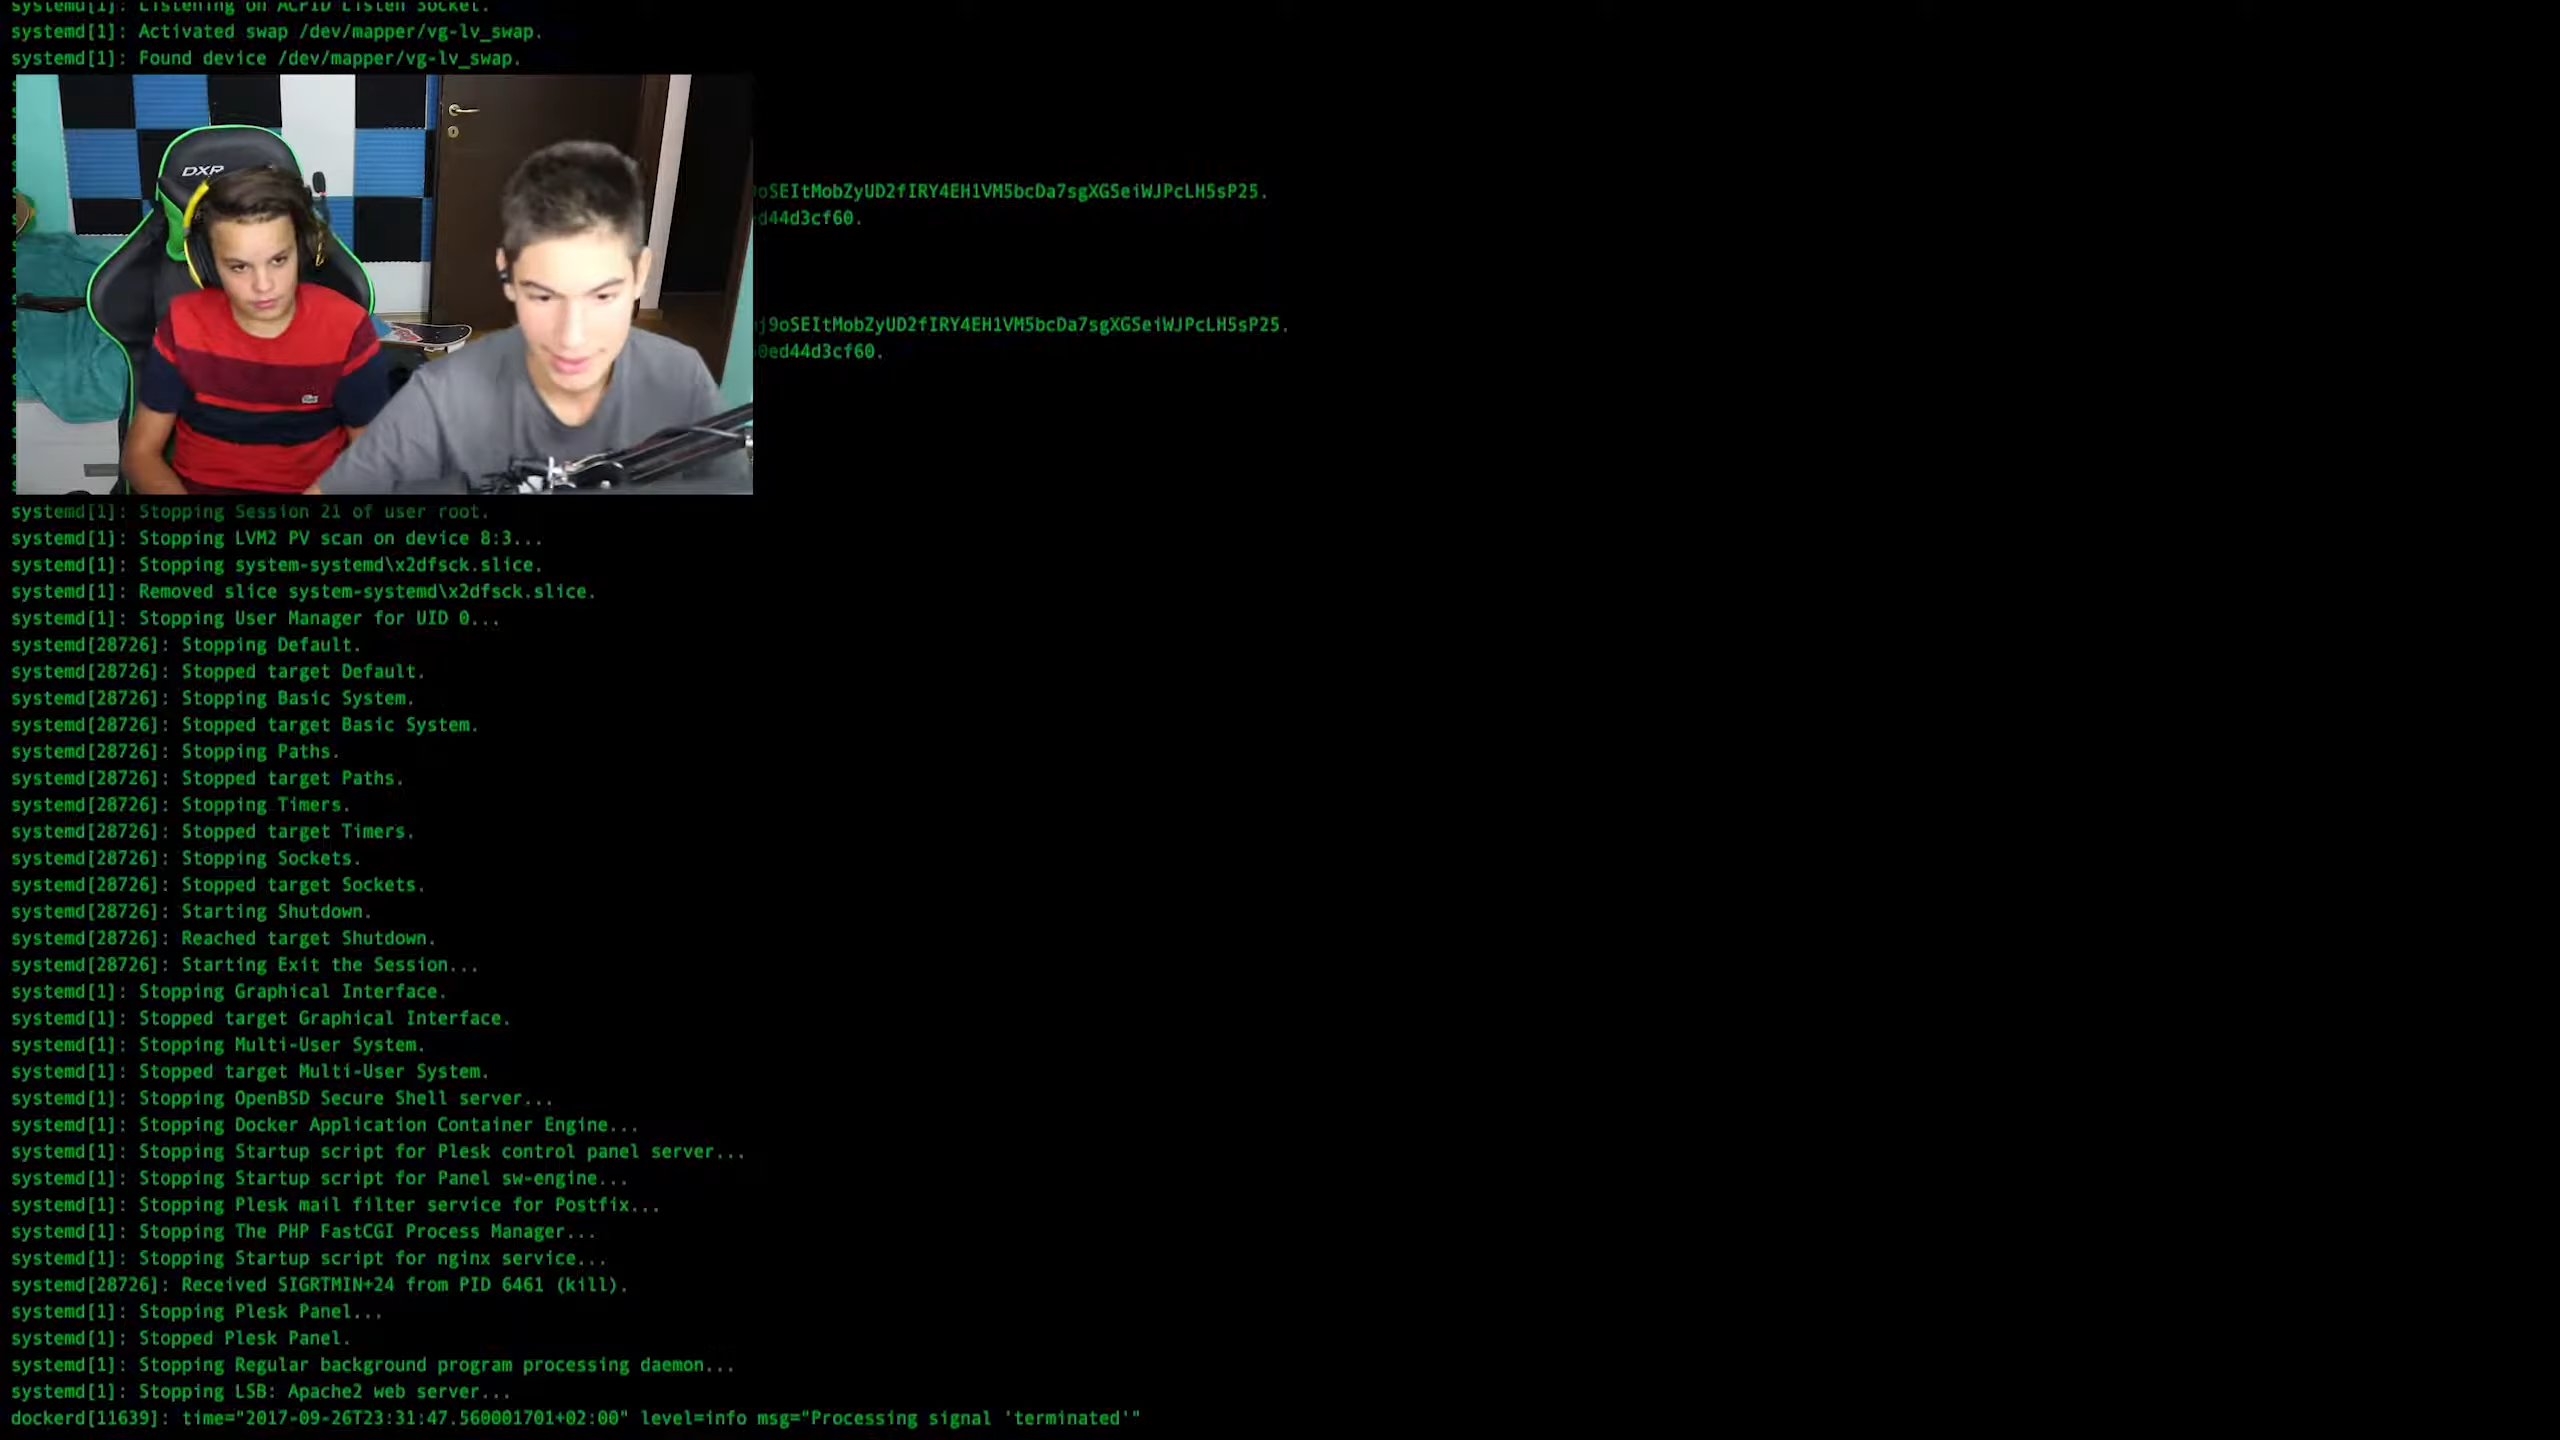 systemd[1]: Listening on ACPID Listen Socket.
systemd[1]: Activated swap /dev/mapper/vg-lv_swap.
systemd[1]: Found device /dev/mapper/vg-lv_swap.
DXR
oSEItMobZyUD2fIRY4EH1VM5bcDa7sgXGSeiWJPcLH5sP25.
d44d3cf60.
j9oSEItMobZyUD2fIRY4EH1VM5bcDa7sgXGSeiWJPcLH5sP25.
0ed44d3cf60.
systemd[1]: Stopping Session 21 of user root.
systemd[1]: Stopping LVM2 PV scan on device 8:3...
systemd[1]: Stopping system-systemd\x2dfsck.slice.
systemd[1]: Removed slice system-systemd\x2dfsck.slice.
systemd[1]: Stopping User Manager for UID 0...
systemd[28726]: Stopping Default.
systemd[28726]: Stopped target Default.
systemd[28726]: Stopping Basic System.
systemd[28726]: Stopped target Basic System.
systemd[28726]: Stopping Paths.
systemd[28726]: Stopped target Paths.
systemd[28726]: Stopping Timers.
systemd[28726]: Stopped target Timers.
systemd[28726]: Stopping Sockets.
systemd[28726]: Stopped target Sockets.
systemd[28726]: Starting Shutdown.
systemd[28726]: Reached target Shutdown.
systemd[28726]: Starting Exit the Session...
systemd[1]: Stopping Graphical Interface.
systemd[1]: Stopped target Graphical Interface.
systemd[1]: Stopping Multi-User System.
systemd[1]: Stopped target Multi-User System.
systemd[1]: Stopping OpenBSD Secure Shell server...
systemd[1]: Stopping Docker Application Container Engine...
systemd[1]: Stopping Startup script for Plesk control panel server...
systemd[1]: Stopping Startup script for Panel sw-engine...
systemd[1]: Stopping Plesk mail filter service for Postfix...
systemd[1]: Stopping The PHP FastCGI Process Manager...
systemd[1]: Stopping Startup script for nginx service...
systemd[28726]: Received SIGRTMIN+24 from PID 6461 (kill).
systemd[1]: Stopping Plesk Panel...
systemd[1]: Stopped Plesk Panel.
systemd[1]: Stopping Regular background program processing daemon...
systemd[1]: Stopping LSB: Apache2 web server...
dockerd[11639]: time="2017-09-26T23:31:47.560001701+02:00" level=info msg="Processing signal 'terminated'"